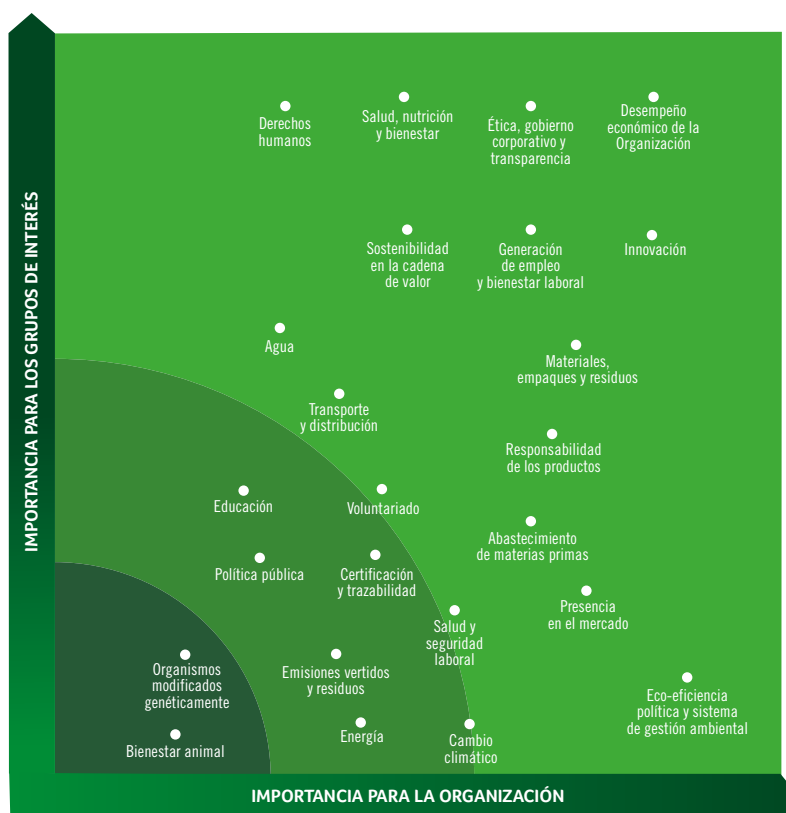 IMPORTANCIA PARA LOS GRUPOS DE INTERÉS
Derechos
humanos
Salud, nutrición
y bienestar
Ética, gobierno
corporativo y
transparencia
Desempeño
económico de la
Organización
Sostenibilidad
en la cadena
de valor
Generación
de empleo
y bienestar laboral
Innovación
Agua
Materiales,
empaques y residuos
Transporte
y distribución
Responsabilidad
de los productos
Educación
Voluntariado
Abastecimiento
de materias primas
Política pública
Certificación
y trazabilidad
Presencia
en el mercado
Salud y
seguridad
laboral
Organismos
modificados
genéticamente
Emisiones vertidos
y residuos
Eco-eficiencia
política y sistema
de gestión ambiental
Bienestar animal
Energía
Cambio
climático
IMPORTANCIA PARA LA ORGANIZACIÓN